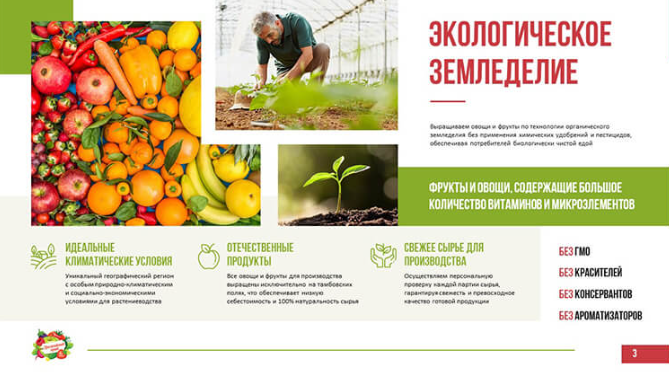 ЭКОЛОГИЧЕСКОЕ
ЗЕМЛЕДЕЛИЕ
Выращиваем овощи и фрукты по технологии органического
земледелия без применения химических удобрений и пестицидов,
обеспечивая потребителей биологически чистой едой
ФРУКТЫ И ОВОЩИ, СОДЕРЖАЩИЕ БОЛЬШОЕ
КОЛИЧЕСТВО ВИТАМИНОВ И МИКРОЭЛЕМЕНТОВ
ИДЕАЛЬНЫЕ
КЛИМАТИЧЕСКИЕ УСЛОВИЯ
Уникальный географический регион
с особым природно-климатическим
и социально-экономическими
условиями для растениеводства
ОТЕЧЕСТВЕННЫЕ
ПРОДУКТЫ
Все овощи и фрукты для производства
выращены исключительно на тамбовских
полях, что обеспечивает низкую
себестоимость и 100% натуральность сырья
СВЕЖЕЕ СЫРЬЕ ДЛЯ
ПРОИЗВОДСТВА
Осуществляем персональную
проверку каждой партии сырья,
гарантируя свежесть и превосходное
качество готовой продукции
БЕЗ ГМО
БЕЗ КРАСИТЕЛЕЙ
БЕЗ КОНСЕРВАНТОВ
БЕЗ АРОМАТИЗАТОРОВ
3